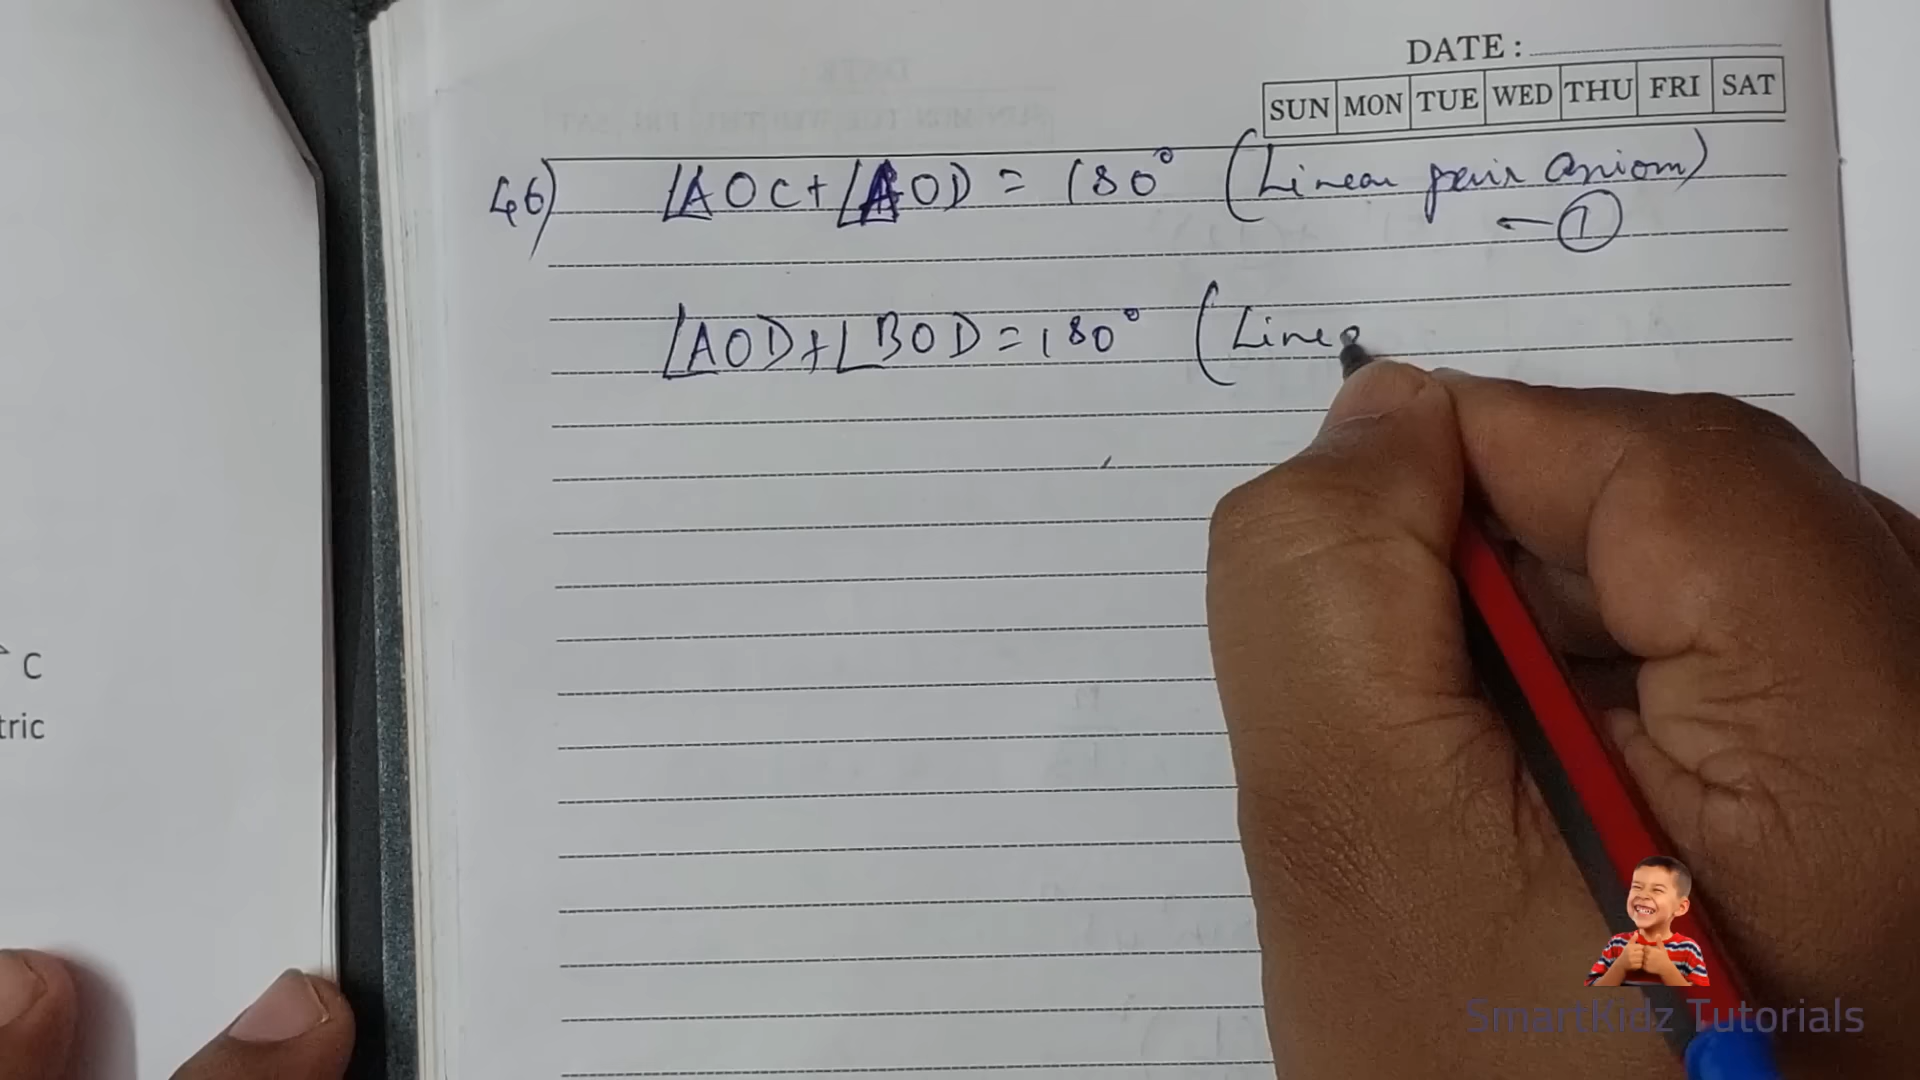 DATE :
SUN MON TUE WED THU FRI SAT
46) ∠AOC + ∠AOD = 180° (Linear pair axiom)
← ①
∠AOD + ∠BOD = 180° (Linea
C
tric
SmartKidz Tutorials